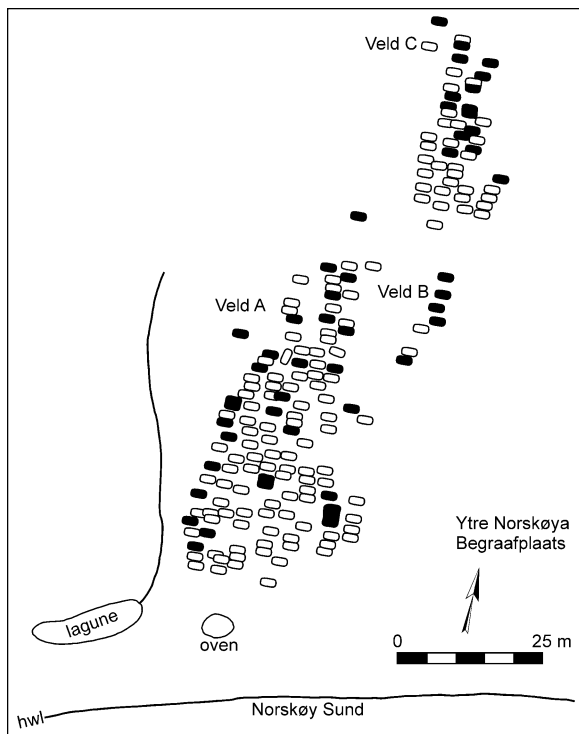 Veld C
Veld A
Veld B
Ytre Norskøya
Begraafplaats
lagune
oven
0 25 m
hwl
Norskøy Sund